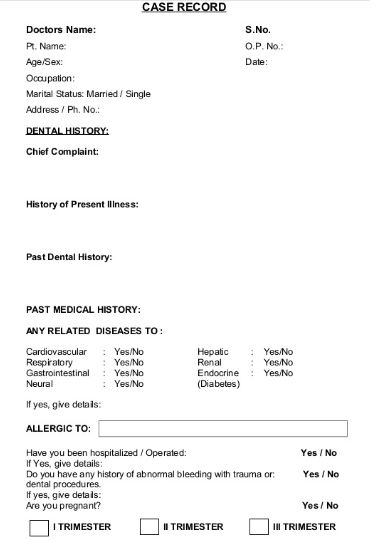 CASE RECORD
Doctors Name: S.No.
Pt. Name: O.P. No.:
Age/Sex: Date:
Occupation:
Marital Status: Married / Single
Address / Ph. No.:
DENTAL HISTORY:
Chief Complaint:
History of Present Illness:
Past Dental History:
PAST MEDICAL HISTORY:
ANY RELATED DISEASES TO :
Cardiovascular : Yes/No Hepatic : Yes/No
Respiratory : Yes/No Renal : Yes/No
Gastrointestinal : Yes/No Endocrine : Yes/No
Neural : Yes/No (Diabetes)
If yes, give details:
ALLERGIC TO:
Have you been hospitalized / Operated: Yes / No
If Yes, give details:
Do you have any history of abnormal bleeding with trauma or: Yes / No
dental procedures.
If yes, give details:
Are you pregnant? Yes / No
I TRIMESTER II TRIMESTER III TRIMESTER